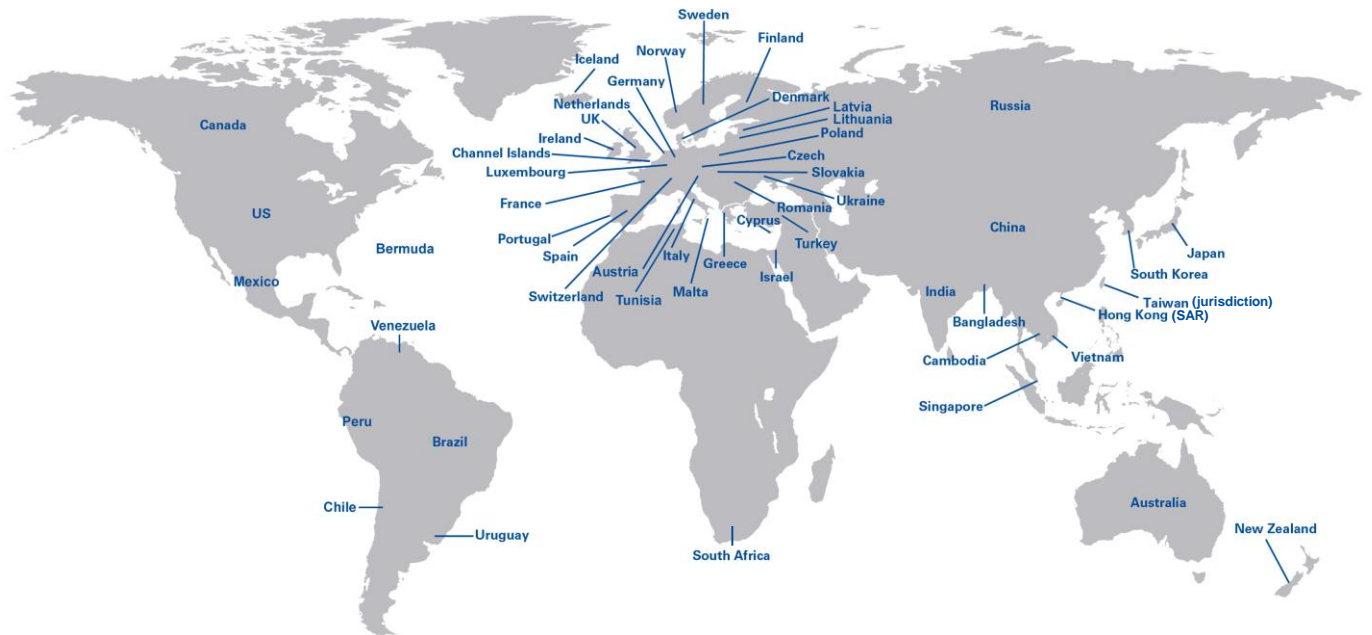 Sweden
Finland
Norway
Iceland
Germany
Denmark
Netherlands
Latvia
Russia
UK
Lithuania
Canada
Ireland
Poland
Channel Islands
Czech
Luxembourg
Slovakia
France
Ukraine
Romania
US
Cyprus
China
Portugal
Turkey
Bermuda
Spain
Italy
Greece
Japan
Austria
Israel
South Korea
Mexico
Switzerland
Tunisia
Malta
India
Taiwan (jurisdiction)
Hong Kong (SAR)
Bangladesh
Venezuela
Cambodia
Vietnam
Singapore
Peru
Brazil
Chile
Australia
Uruguay
New Zealand
South Africa